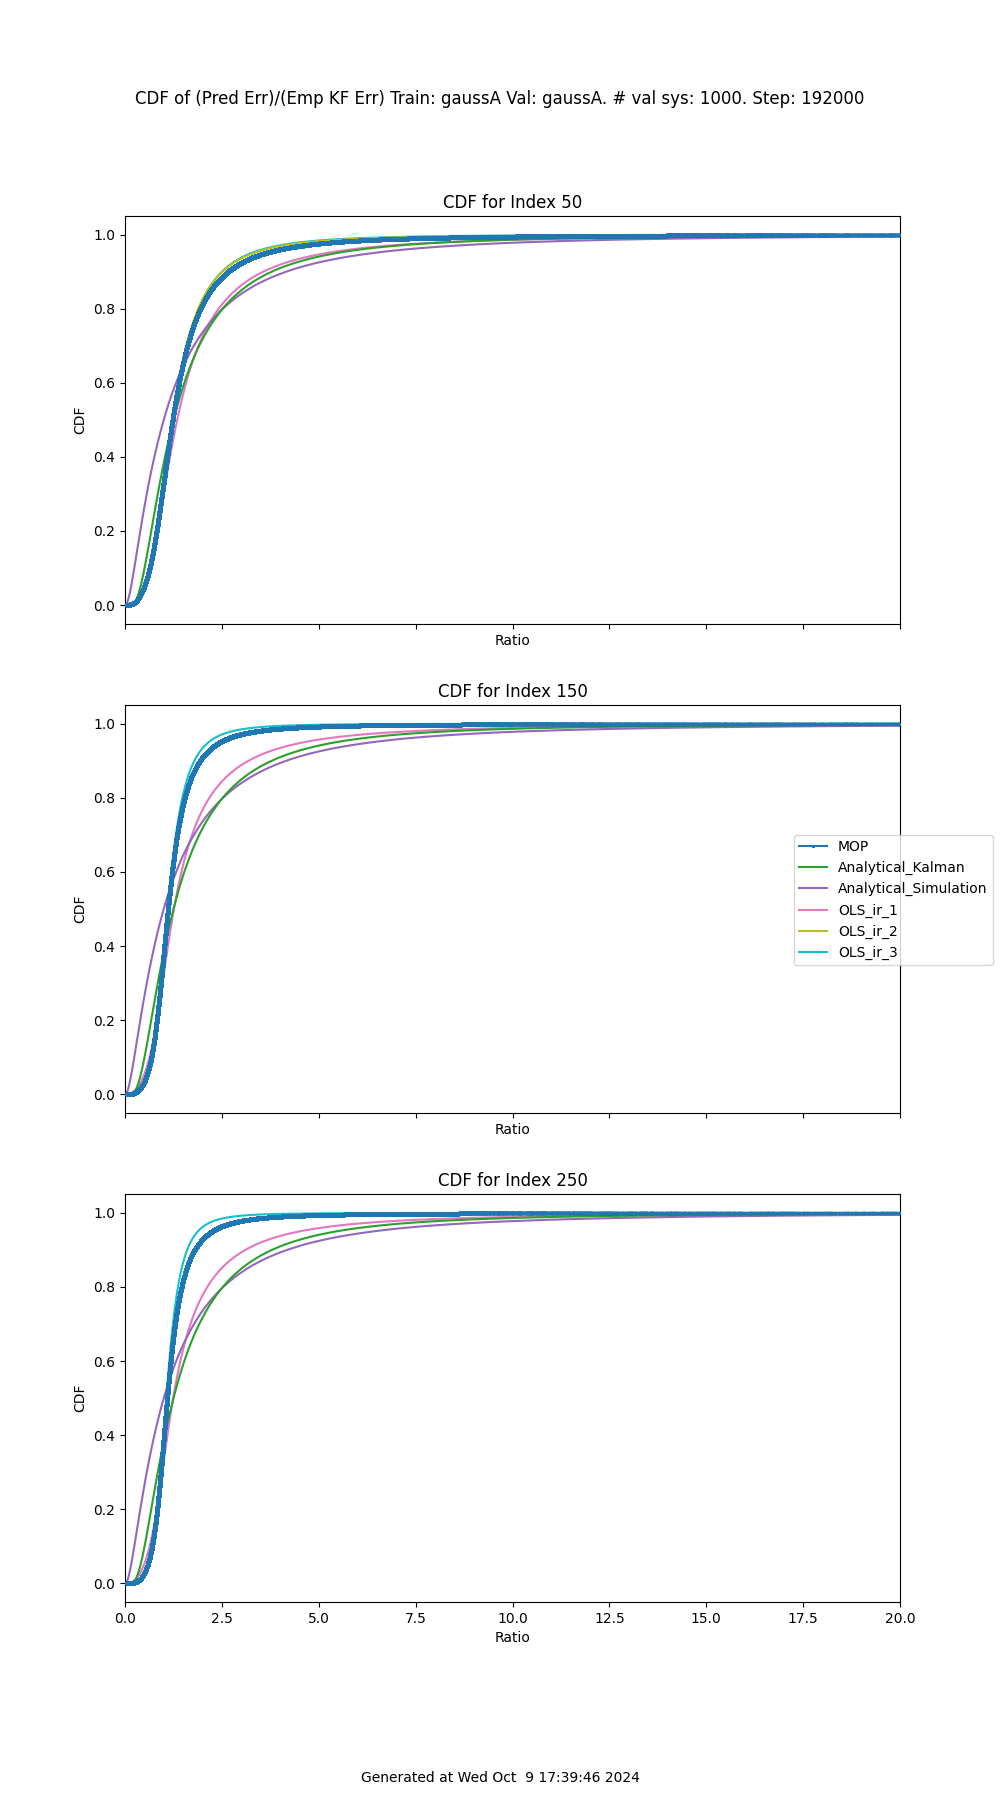 CDF of (Pred Err)/(Emp KF Err) Train: gaussA Val: gaussA. # val sys: 1000. Step: 192000
CDF for Index 50
1.0
0.8
0.6
0.4
0.2
0.0
CDF
Ratio
CDF for Index 150
1.0
0.8
0.6
0.4
0.2
0.0
CDF
Ratio
MOP
Analytical_Kalman
Analytical_Simulation
OLS_ir_1
OLS_ir_2
OLS_ir_3
CDF for Index 250
1.0
0.8
0.6
0.4
0.2
0.0
CDF
0.0 2.5 5.0 7.5 10.0 12.5 15.0 17.5 20.0
Ratio
Generated at Wed Oct  9 17:39:46 2024